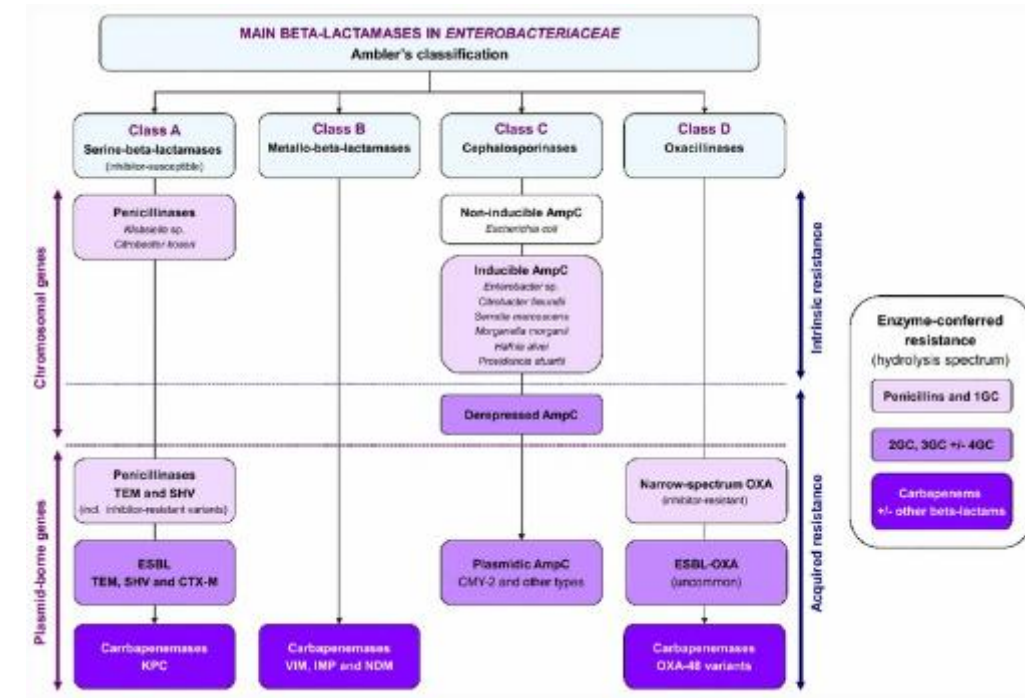 MAIN BETA-LACTAMASES IN ENTEROBACTERIACEAE
Ambler's classification
Class A
Serine-beta-lactamases
(inhibitor-susceptible)
Class B
Metallo-beta-lactamases
Class C
Cephalosporinases
Class D
Oxacillinases
Chromosomal genes
Penicillinases
Klebsiella sp.
Citrobacter koseri
Non-inducible AmpC
Escherichia coli
Inducible AmpC
Enterobacter sp.
Citrobacter freundii
Serratia marcescens
Morganella morganii
Hafnia alvei
Providencia stuartii
Intrinsic resistance
Derepressed AmpC
Plasmid-borne genes
Penicillinases
TEM and SHV
(incl. inhibitor-resistant variants)
Narrow-spectrum OXA
(inhibitor-resistant)
ESBL
TEM, SHV and CTX-M
Plasmidic AmpC
CMY-2 and other types
ESBL-OXA
(uncommon)
Carbapenemases
KPC
Carbapenemases
VIM, IMP and NDM
Carbapenemases
OXA-48 variants
Acquired resistance
Enzyme-conferred
resistance
(hydrolysis spectrum)
Penicillins and 1GC
2GC, 3GC +/- 4GC
Carbapenems
+/- other beta-lactams